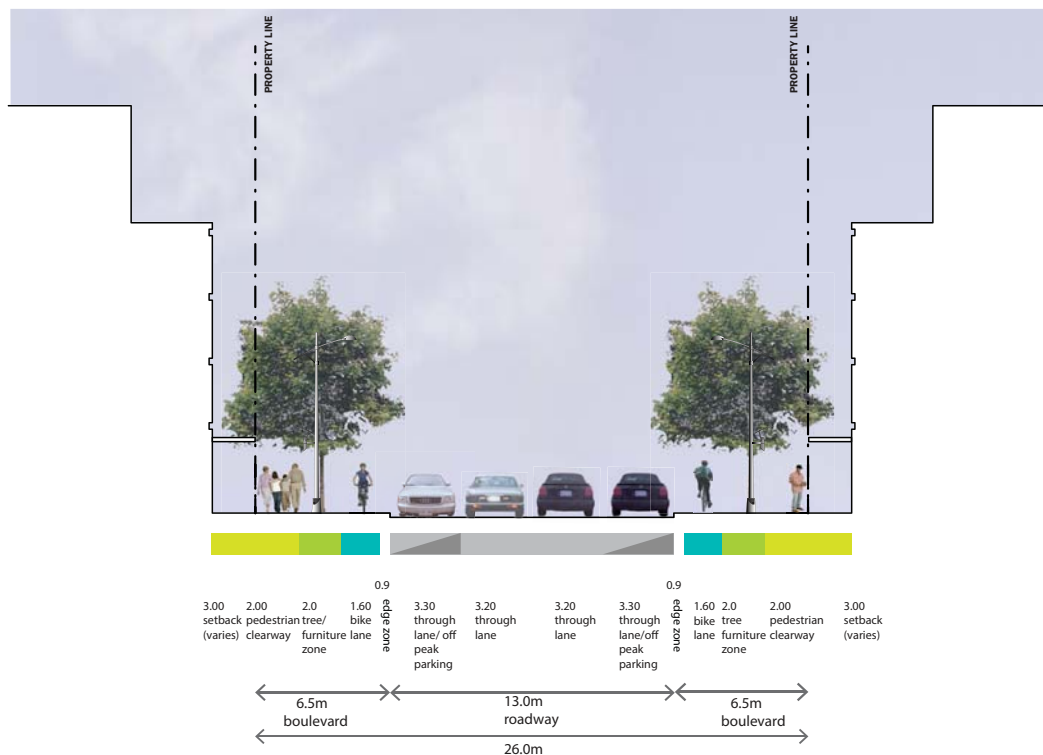 PROPERTY LINE
PROPERTY LINE
0.9
edge zone
0.9
edge zone
3.00
setback
(varies)
2.00
pedestrian
clearway
2.0
tree/
furniture
zone
1.60
bike
lane
3.30
through
lane/ off
peak
parking
3.20
through
lane
3.20
through
lane
3.30
through
lane/off
peak
parking
1.60
bike
lane
2.0
tree
furniture
zone
2.00
pedestrian
clearway
3.00
setback
(varies)
6.5m
boulevard
13.0m
roadway
6.5m
boulevard
26.0m